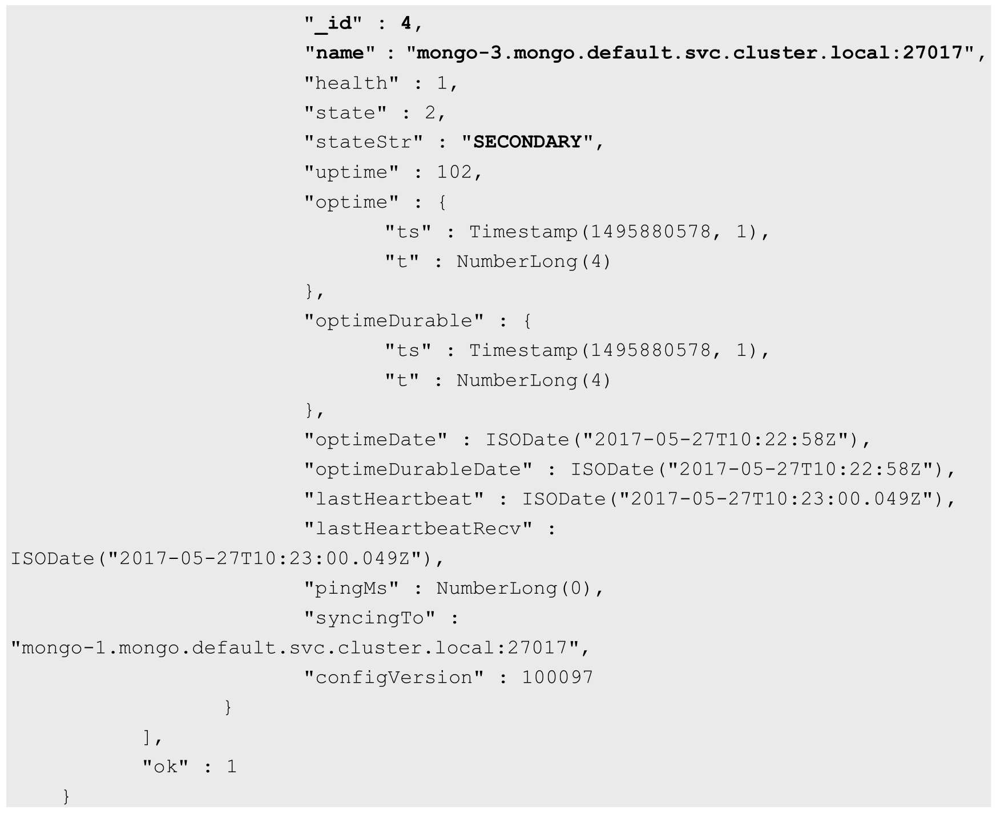 "_id" : 4,
"name" : "mongo-3.mongo.default.svc.cluster.local:27017",
"health" : 1,
"state" : 2,
"stateStr" : "SECONDARY",
"uptime" : 102,
"optime" : {
"ts" : Timestamp(1495880578, 1),
"t" : NumberLong(4)
},
"optimeDurable" : {
"ts" : Timestamp(1495880578, 1),
"t" : NumberLong(4)
},
"optimeDate" : ISODate("2017-05-27T10:22:58Z"),
"optimeDurableDate" : ISODate("2017-05-27T10:22:58Z"),
"lastHeartbeat" : ISODate("2017-05-27T10:23:00.049Z"),
"lastHeartbeatRecv" :
ISODate("2017-05-27T10:23:00.049Z"),
"pingMs" : NumberLong(0),
"syncingTo" :
"mongo-1.mongo.default.svc.cluster.local:27017",
"configVersion" : 100097
}
],
"ok" : 1
}